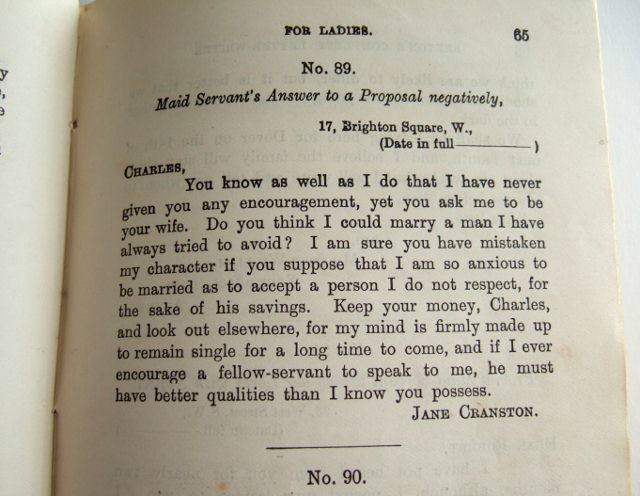 FOR LADIES. 65
No. 89.
Maid Servant's Answer to a Proposal negatively,
17, Brighton Square, W.,
(Date in full )
CHARLES,
You know as well as I do that I have never
given you any encouragement, yet you ask me to be
your wife. Do you think I could marry a man I have
always tried to avoid? I am sure you have mistaken
my character if you suppose that I am so anxious to
be married as to accept a person I do not respect, for
the sake of his savings. Keep your money, Charles,
and look out elsewhere, for my mind is firmly made up
to remain single for a long time to come, and if I ever
encourage a fellow-servant to speak to me, he must
have better qualities than I know you possess.
JANE CRANSTON.
No. 90.